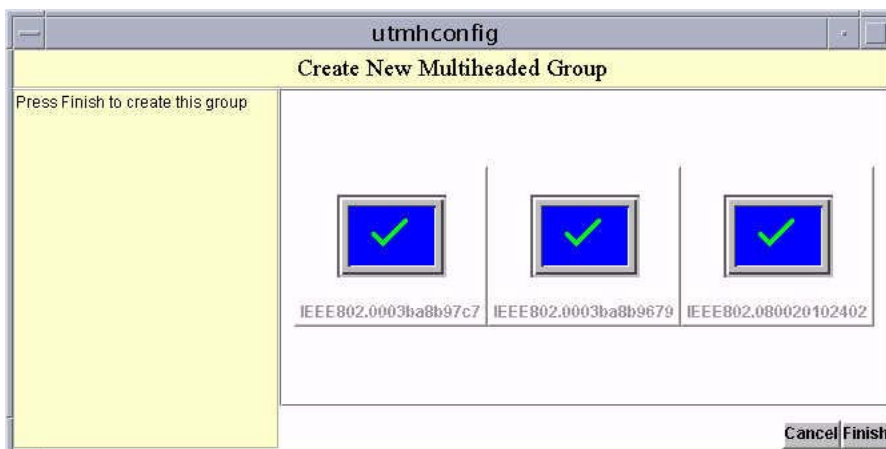 utmhconfig
Create New Multiheaded Group
Press Finish to create this group
IEEE802.0003ba8b97c7 IEEE802.0003ba8b9679 IEEE802.080020102402
Cancel Finish